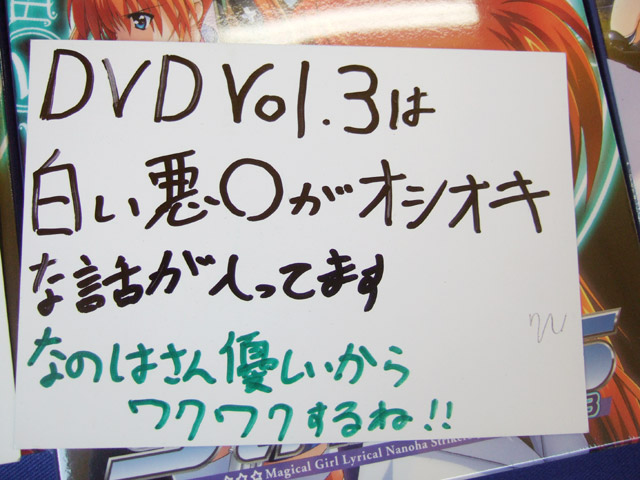 DVD Vol.3は
白い悪〇がオシオキ
な話が入ってます
なのはさん優しいから
ワクワクするね!!
Magical Girl Lyrical Nanoha Striker